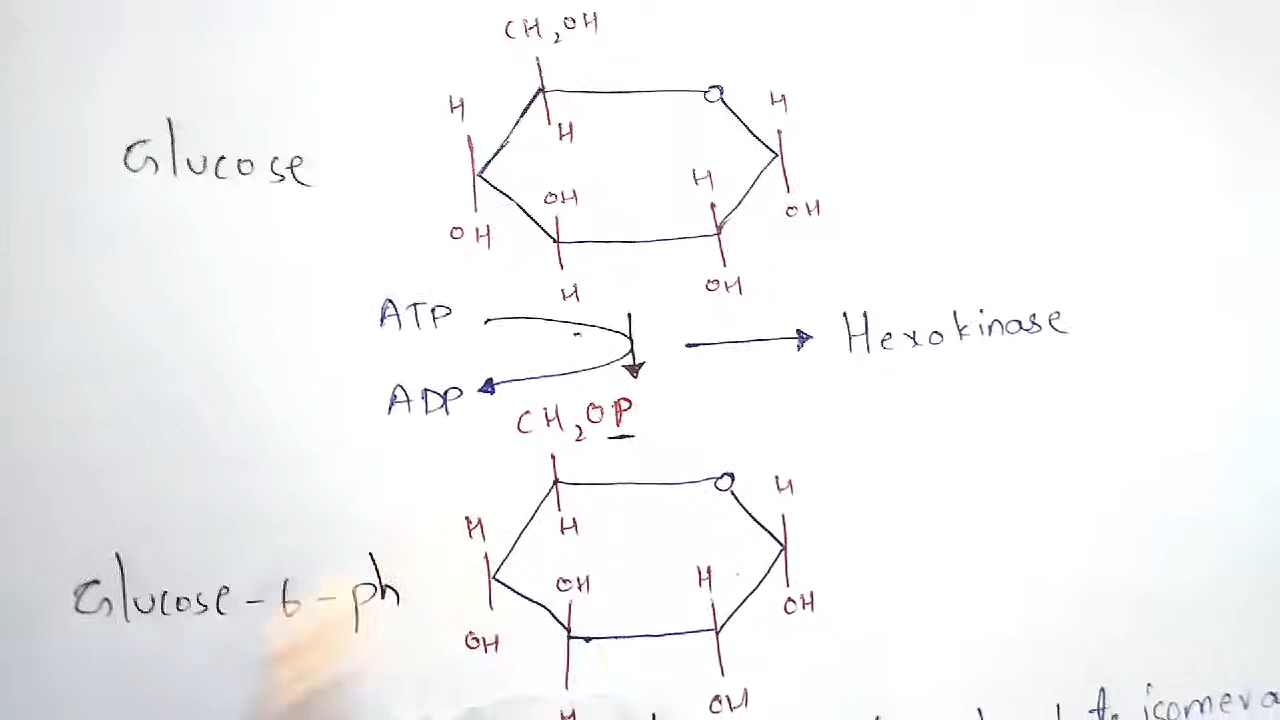 CH₂OH
H O H
H
Glucose
OH H
OH OH
H OH
ATP
Hexokinase
ADP
CH₂OP
O H
H H
Glucose-6-ph
OH H
OH OH
H OH